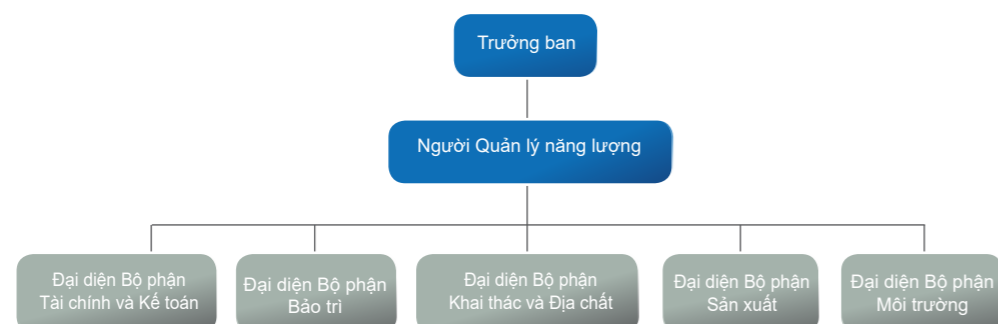 Trưởng ban
Người Quản lý năng lượng
Đại diện Bộ phận
Tài chính và Kế toán
Đại diện Bộ phận
Bảo trì
Đại diện Bộ phận
Khai thác và Địa chất
Đại diện Bộ phận
Sản xuất
Đại diện Bộ phận
Môi trường